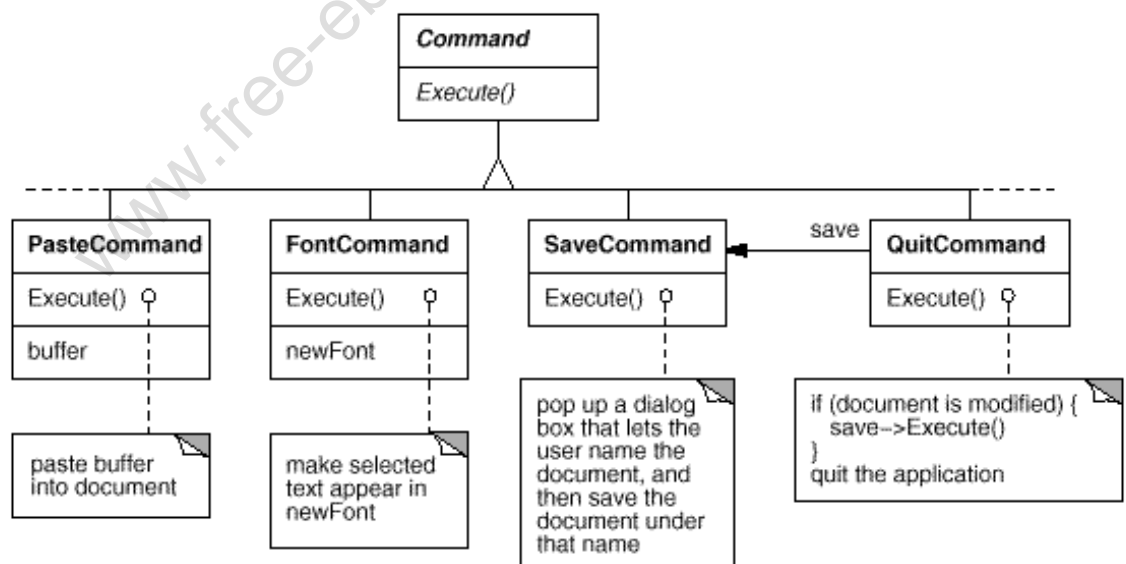 www.free-eb
Command
Execute()
save
PasteCommand
Execute()
buffer
paste buffer
into document
FontCommand
Execute()
newFont
make selected
text appear in
newFont
SaveCommand
Execute()
pop up a dialog
box that lets the
user name the
document, and
then save the
document under
that name
QuitCommand
Execute()
if (document is modified) {
save–>Execute()
}
quit the application